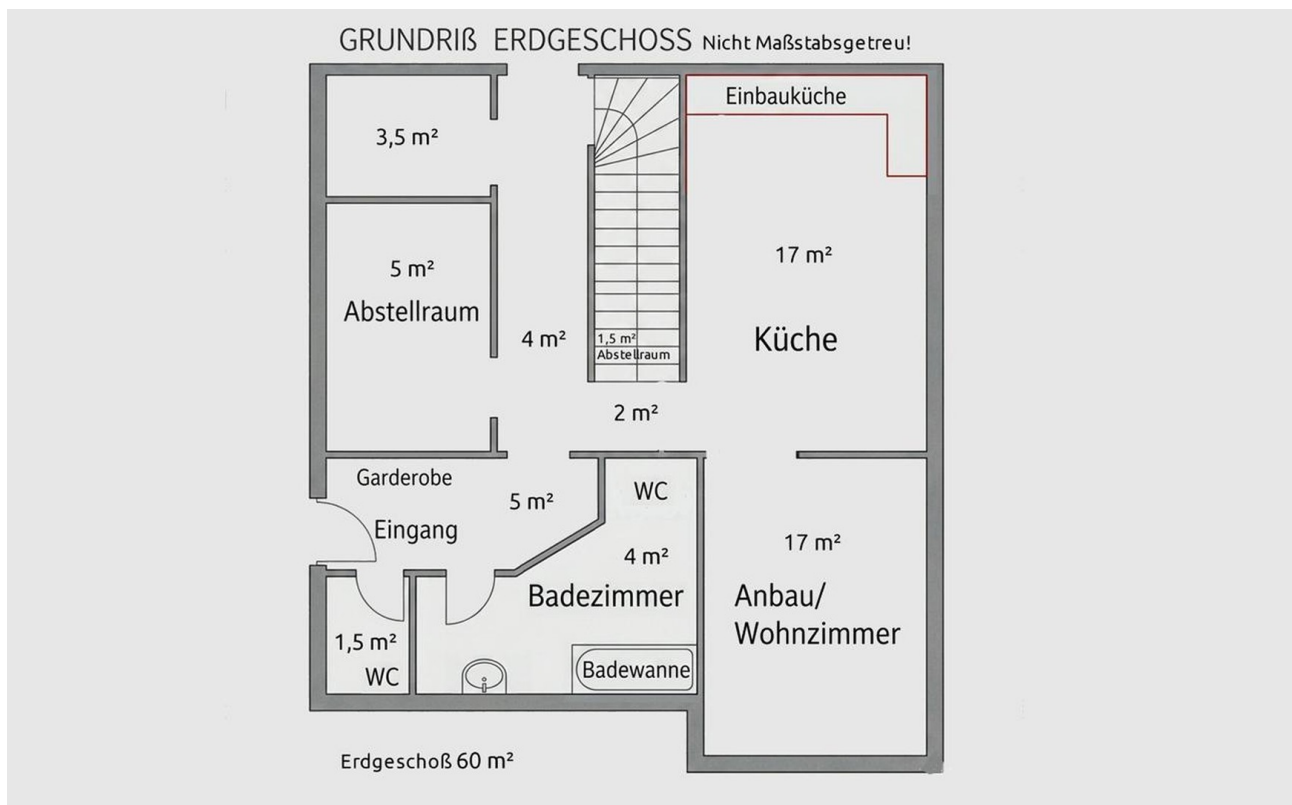 GRUNDRIß ERDGESCHOSS Nicht Maßstabsgetreu!
Einbauküche
3,5 m²
17 m²
5 m²
Abstellraum
4 m²
1,5 m²
Abstellraum
Küche
2 m²
Garderobe
5 m²
Eingang
WC
4 m²
Badezimmer
17 m²
Anbau/
Wohnzimmer
1,5 m²
WC
Badewanne
Erdgeschoß 60 m²